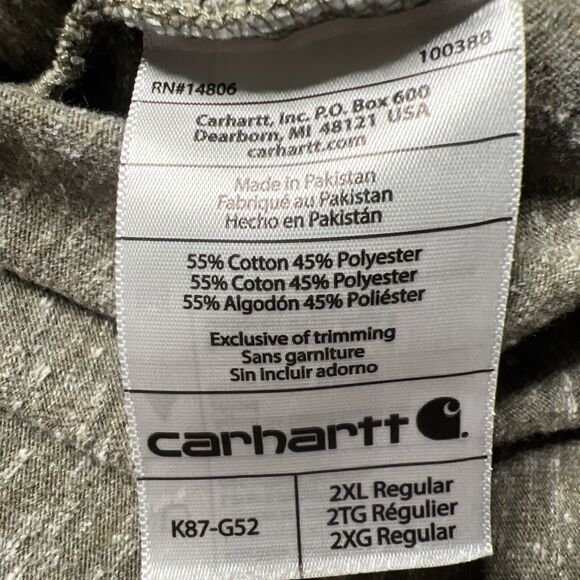 100388
RN#14806
Carhartt, Inc. P.O. Box 600
Dearborn, MI 48121 USA
carhartt.com
Made in Pakistan
Fabriqué au Pakistan
Hecho en Pakistán
55% Cotton 45% Polyester
55% Coton 45% Polyester
55% Algodón 45% Poliéster
Exclusive of trimming
Sans garniture
Sin incluir adorno
carhartt
K87-G52
2XL Regular
2TG Régulier
2XG Regular